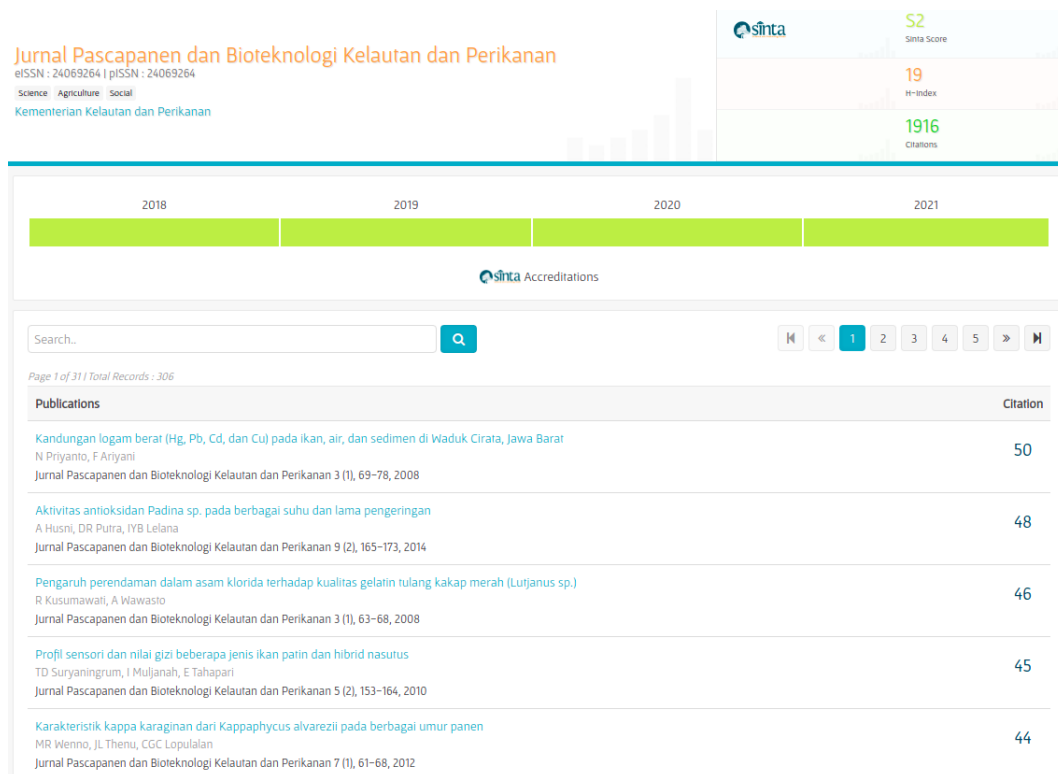 Jurnal Pascapanen dan Bioteknologi Kelautan dan Perikanan
eISSN : 24069264 | pISSN : 24069264
Science Agriculture Social
Kementerian Kelautan dan Perikanan
sinta
S2
Sinta Score
19
H-Index
1916
Citations
2018 2019 2020 2021
sinta Accreditations
Search..
1 2 3 4 5
Page 1 of 31 | Total Records : 306
Publications Citation
Kandungan logam berat (Hg, Pb, Cd, dan Cu) pada ikan, air, dan sedimen di Waduk Cirata, Jawa Barat
N Priyanto, F Ariyani
Jurnal Pascapanen dan Bioteknologi Kelautan dan Perikanan 3 (1), 69-78, 2008
50
Aktivitas antioksidan Padina sp. pada berbagai suhu dan lama pengeringan
A Husni, DR Putra, IYB Lelana
Jurnal Pascapanen dan Bioteknologi Kelautan dan Perikanan 9 (2), 165-173, 2014
48
Pengaruh perendaman dalam asam klorida terhadap kualitas gelatin tulang kakap merah (Lutjanus sp.)
R Kusumawati, A Wawasto
Jurnal Pascapanen dan Bioteknologi Kelautan dan Perikanan 3 (1), 63-68, 2008
46
Profil sensori dan nilai gizi beberapa jenis ikan patin dan hibrid nasutus
TD Suryaningrum, I Muljanah, E Tahapari
Jurnal Pascapanen dan Bioteknologi Kelautan dan Perikanan 5 (2), 153-164, 2010
45
Karakteristik kappa karaginan dari Kappaphycus alvarezii pada berbagai umur panen
MR Wenno, JL Thenu, CGC Lopulalan
Jurnal Pascapanen dan Bioteknologi Kelautan dan Perikanan 7 (1), 61-68, 2012
44